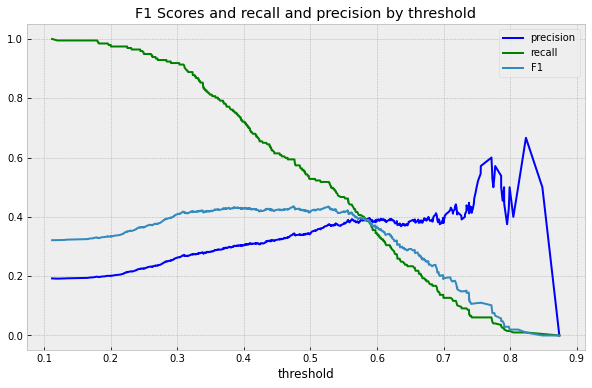 F1 Scores and recall and precision by threshold
1.0
0.8
0.6
0.4
0.2
0.0
precision
recall
F1
0.1 0.2 0.3 0.4 0.5 0.6 0.7 0.8 0.9
threshold